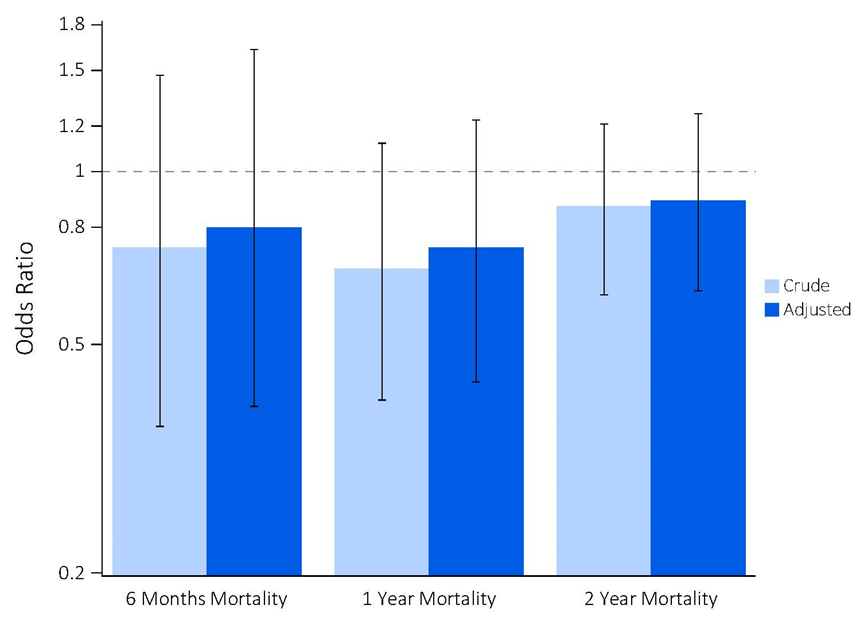 1.8
1.5
1.2
1
0.8
0.5
0.2
Odds Ratio
6 Months Mortality
1 Year Mortality
2 Year Mortality
Crude
Adjusted